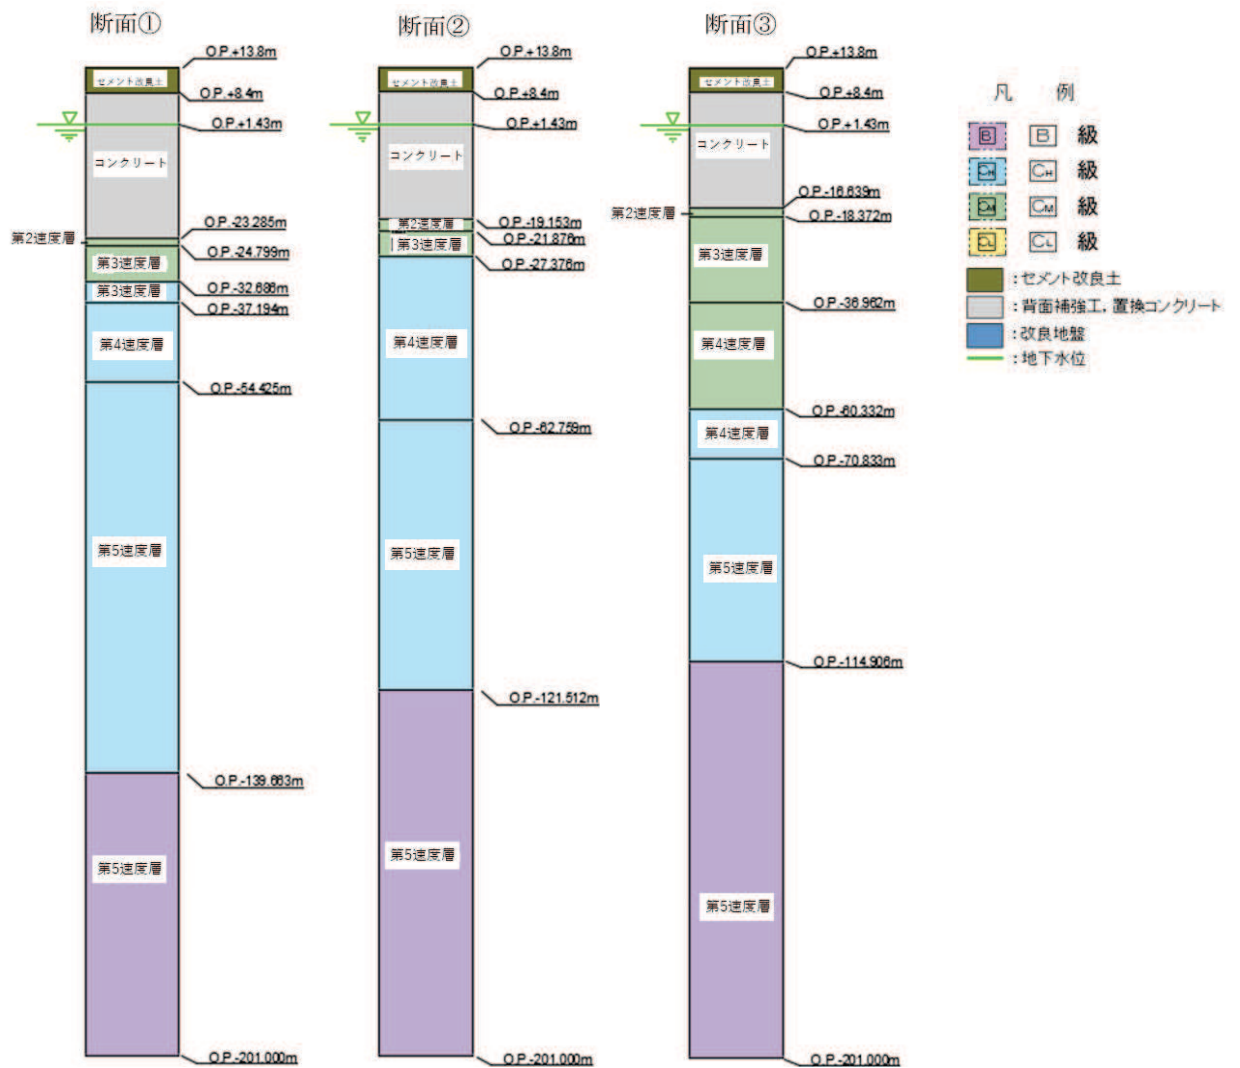 断面①
O.P.+13.8m
セメント改良土
O.P.+8.4m
O.P.+1.43m
コンクリート
O.P.-23.285m
第2速度層
O.P.-24.799m
第3速度層
O.P.-32.686m
第3速度層
O.P.-37.194m
第4速度層
O.P.-54.425m
第5速度層
O.P.-139.663m
第5速度層
O.P.-201.000m
断面②
O.P.+13.8m
セメント改良土
O.P.+8.4m
O.P.+1.43m
コンクリート
O.P.-19.153m
第2速度層
O.P.-21.876m
第3速度層
O.P.-27.376m
第4速度層
O.P.-62.759m
第5速度層
O.P.-121.512m
第5速度層
O.P.-201.000m
断面③
O.P.+13.8m
セメント改良土
O.P.+8.4m
O.P.+1.43m
コンクリート
O.P.-16.639m
第2速度層
O.P.-18.372m
第3速度層
O.P.-36.962m
第4速度層
O.P.-60.332m
第4速度層
O.P.-70.833m
第5速度層
O.P.-114.906m
第5速度層
O.P.-201.000m
凡 例
B B 級
CH CH 級
CM CM 級
CL CL 級
:セメント改良土
:背面補強工，置換コンクリート
:改良地盤
:地下水位